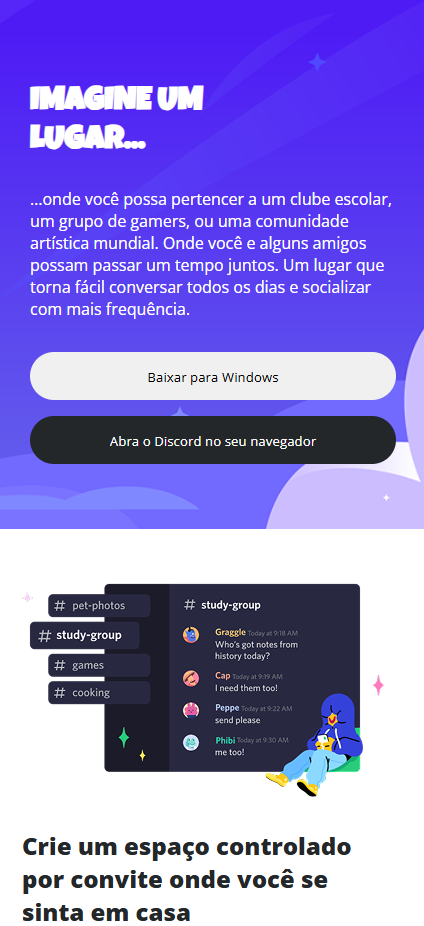 IMAGINE UM
LUGAR...
...onde você possa pertencer a um clube escolar,
um grupo de gamers, ou uma comunidade
artística mundial. Onde você e alguns amigos
possam passar um tempo juntos. Um lugar que
torna fácil conversar todos os dias e socializar
com mais frequência.
Baixar para Windows
Abra o Discord no seu navegador
# pet-photos
# study-group
# games
# cooking
# study-group
Graggle Today at 9:18 AM
Who's got notes from
history today?
Cap Today at 9:19 AM
I need them too!
Peppe Today at 9:22 AM
send please
Phibi Today at 9:30 AM
me too!
Crie um espaço controlado
por convite onde você se
sinta em casa